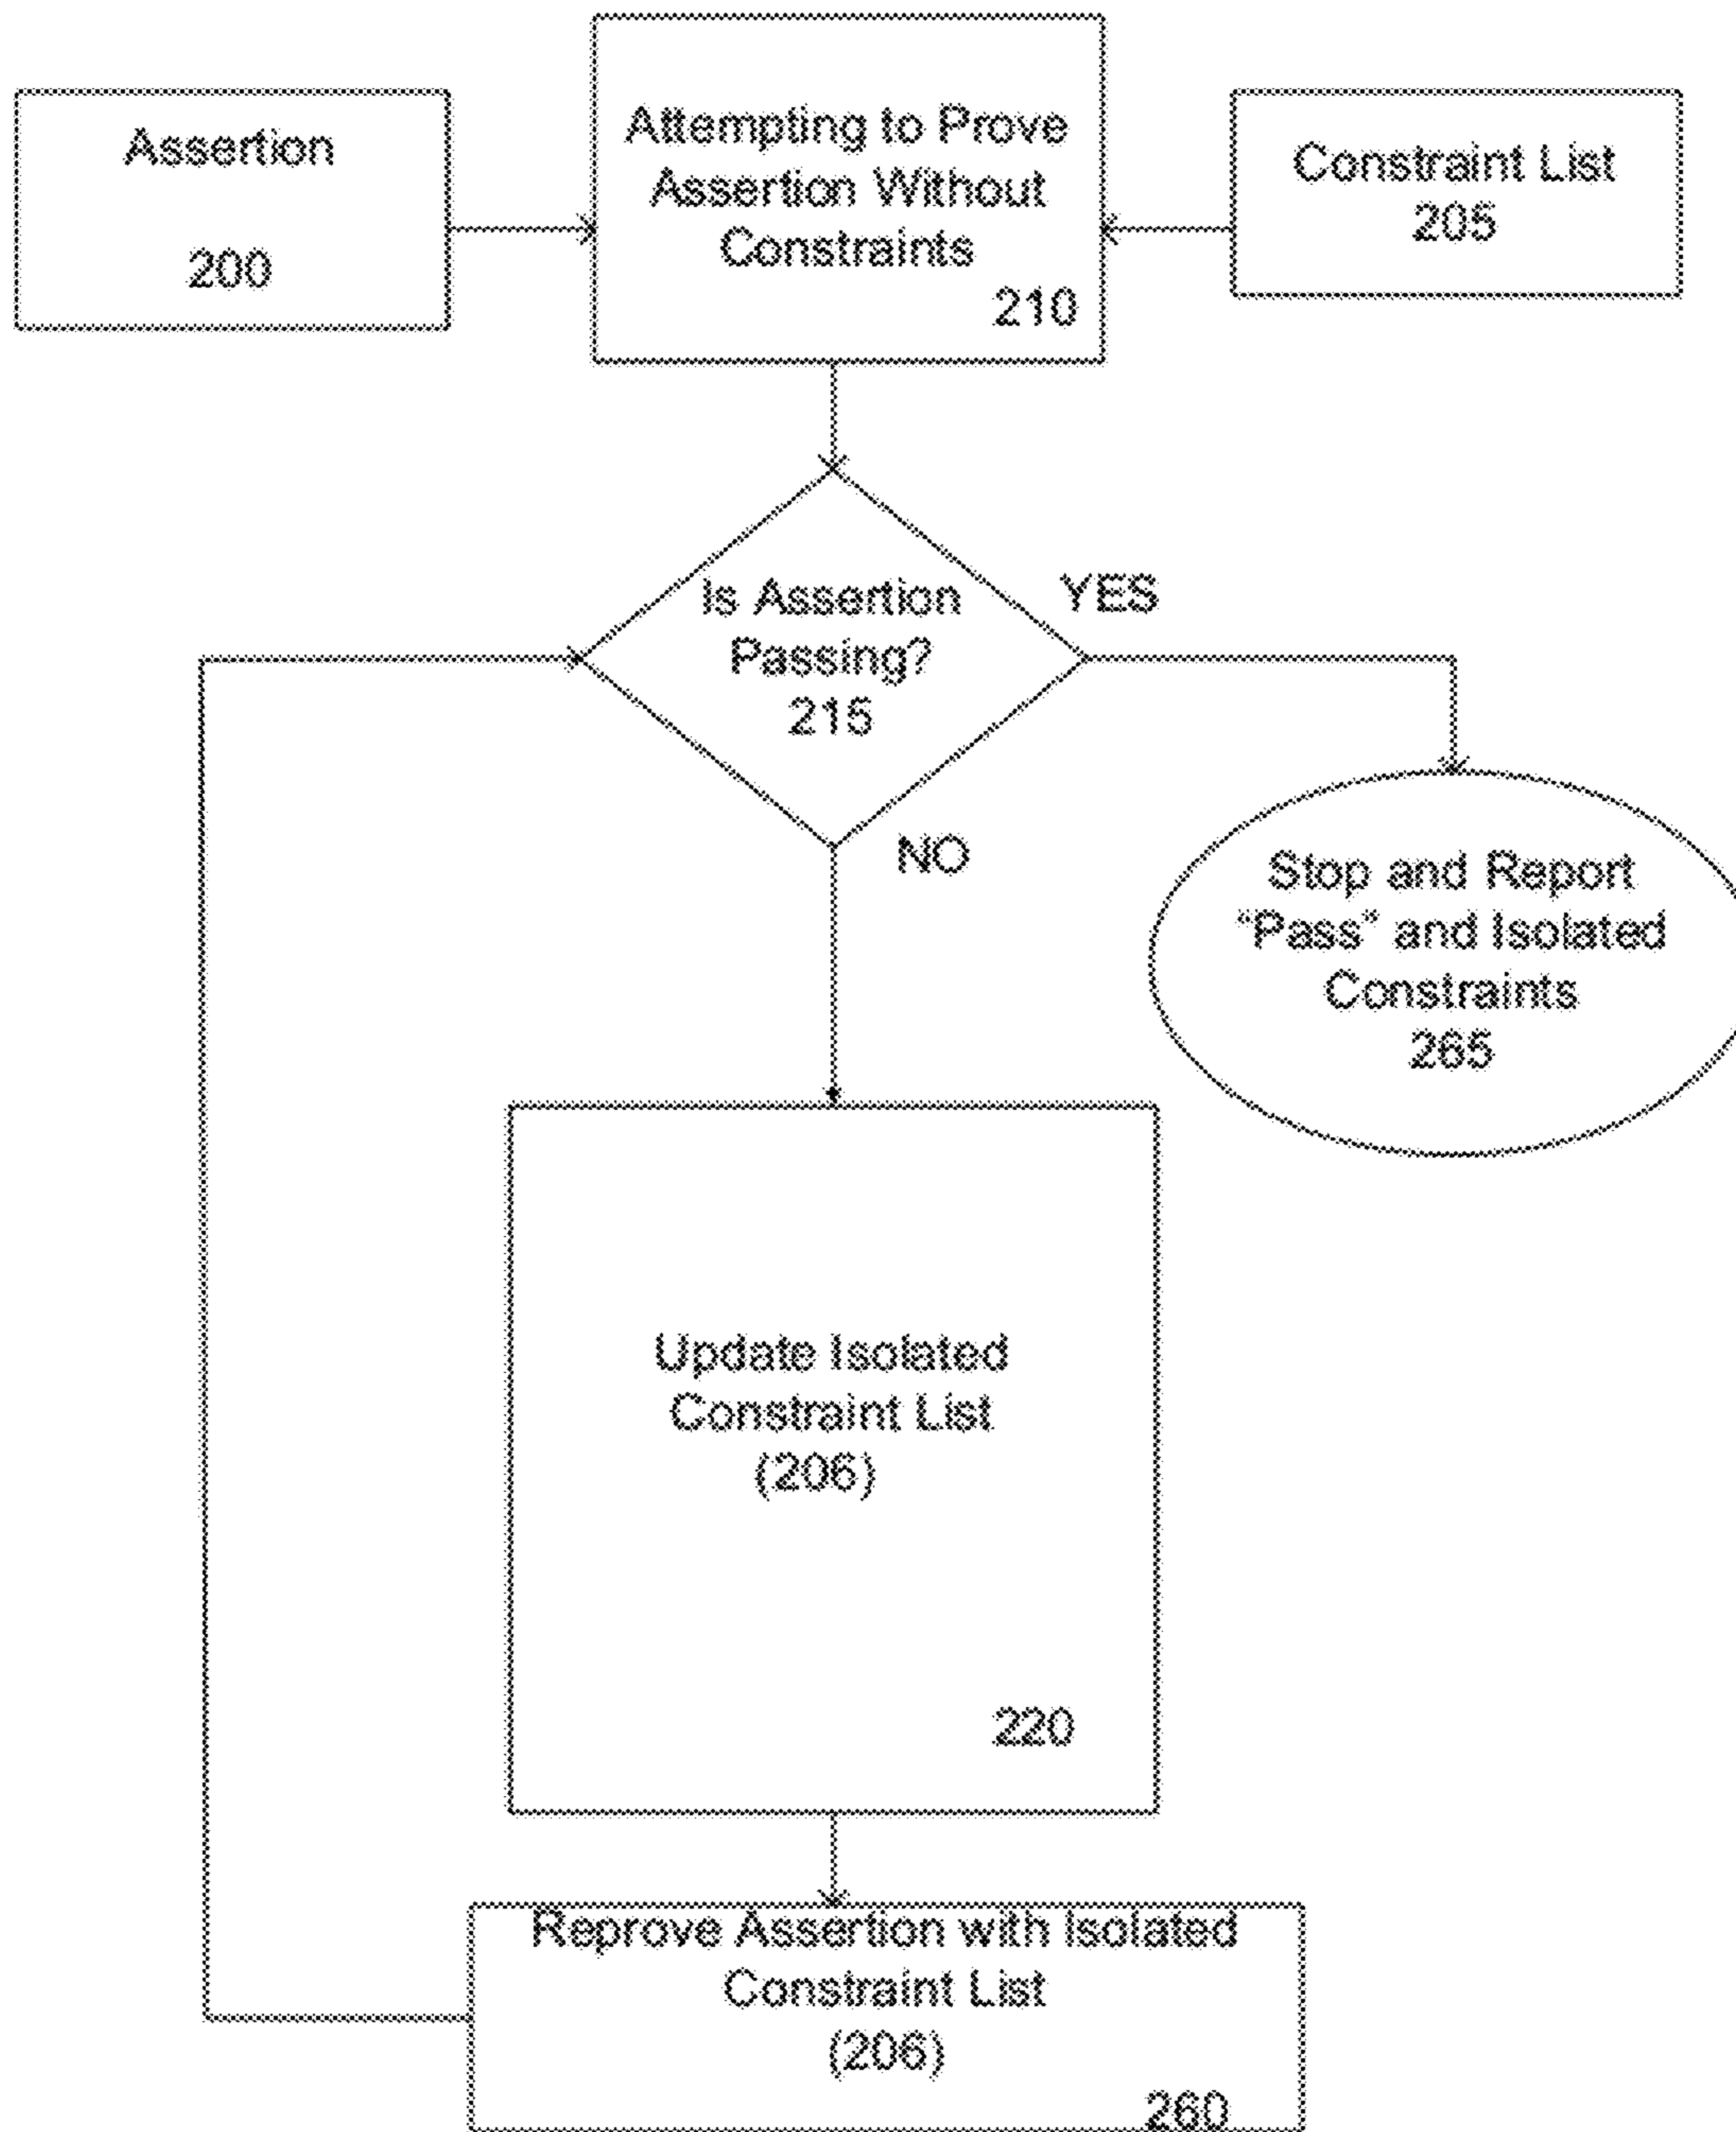 Assertion
200
Attempting to Prove
Assertion Without
Constraints
210
Constraint List
205
Is Assertion
Passing?
215
YES
NO
Stop and Report
“Pass” and Isolated
Constraints
265
Update Isolated
Constraint List
(206)
220
Reprove Assertion with Isolated
Constraint List
(206)
260